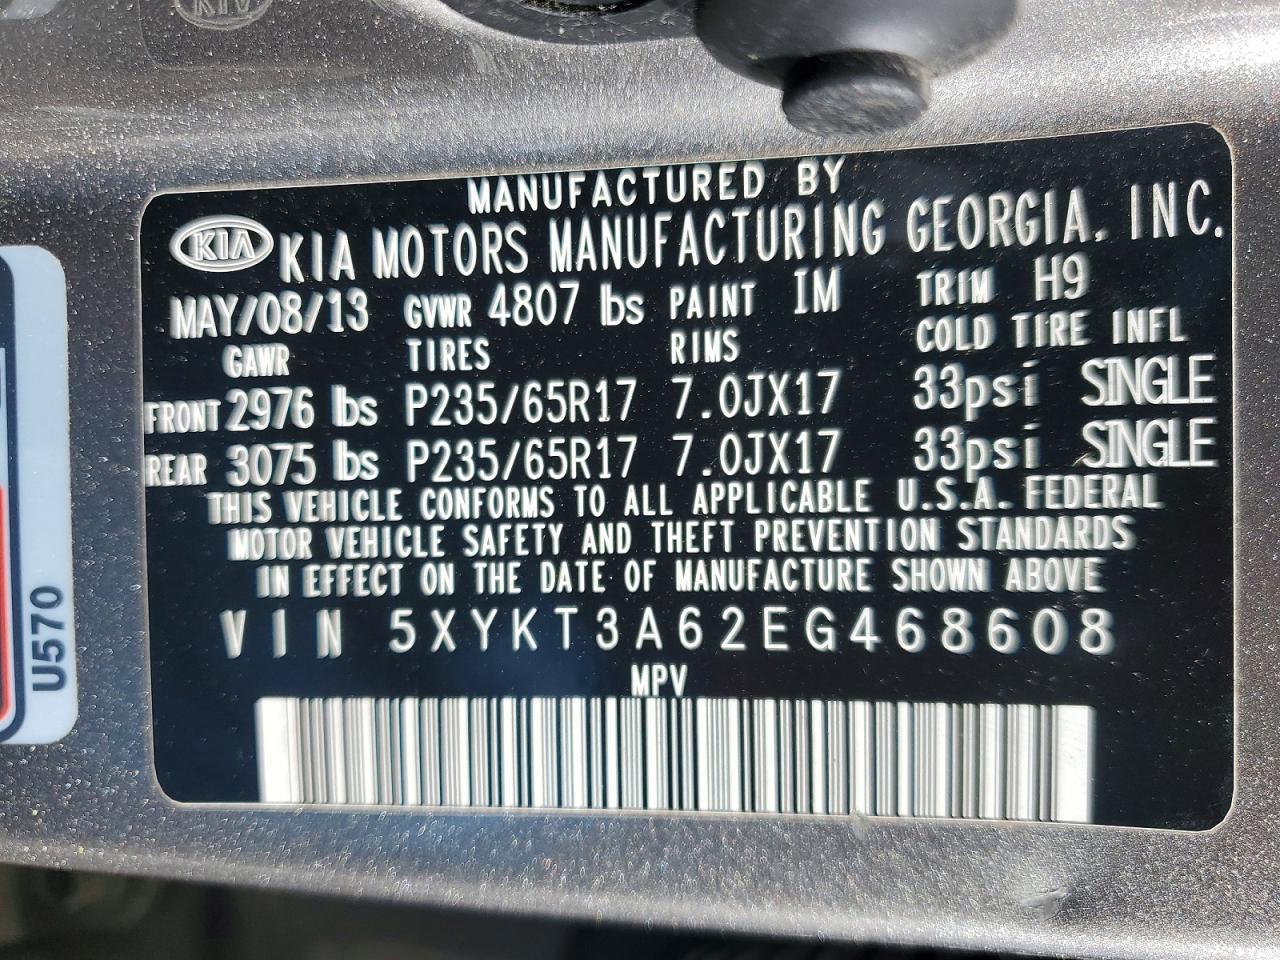 KIA
MANUFACTURED BY
KIA KIA MOTORS MANUFACTURING GEORGIA, INC.
MAY/08/13 GVWR 4807 lbs PAINT IM TRIM H9
GAWR TIRES RIMS COLD TIRE INFL
FRONT 2976 lbs P235/65R17 7.0JX17 33psi SINGLE
REAR 3075 lbs P235/65R17 7.0JX17 33psi SINGLE
THIS VEHICLE CONFORMS TO ALL APPLICABLE U.S.A. FEDERAL
MOTOR VEHICLE SAFETY AND THEFT PREVENTION STANDARDS
IN EFFECT ON THE DATE OF MANUFACTURE SHOWN ABOVE
VIN 5XYKT3A62EG468608
MPV
U570